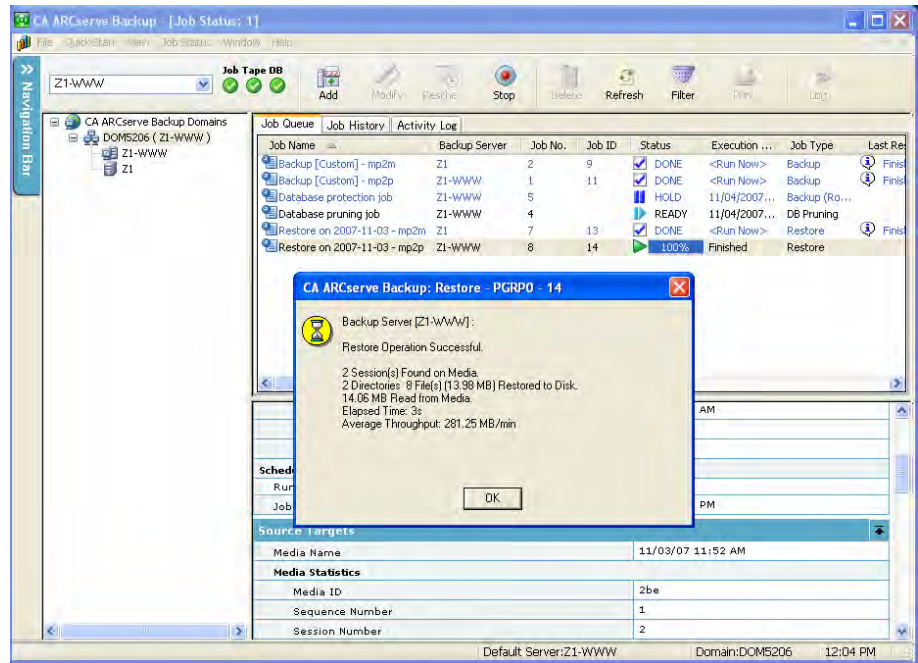 CA ARCserve Backup - [Job Status: 1]
File Quick Start View Job Status Window Help
Z1-WWW
Job Tape DB
Add Modify Resche Stop Delete Refresh Filter Print Log
Navigation Bar
CA ARCserve Backup Domains
DOM5206 ( Z1-WWW )
Z1-WWW
Z1
Job Queue Job History Activity Log
Job Name Backup Server Job No. Job ID Status Execution ... Job Type Last Res
Backup [Custom] - mp2m Z1 2 9 DONE <Run Now> Backup Finis
Backup [Custom] - mp2p Z1-WWW 1 11 DONE <Run Now> Backup Finis
Database protection job Z1-WWW 5 HOLD 11/04/2007... Backup (Ro...
Database pruning job Z1-WWW 4 READY 11/04/2007... DB Pruning
Restore on 2007-11-03 - mp2m Z1 7 13 DONE <Run Now> Restore Finis
Restore on 2007-11-03 - mp2p Z1-WWW 8 14 100% Finished Restore
CA ARCserve Backup: Restore - PGRP0 - 14
Backup Server [Z1-WWW] :
Restore Operation Successful.
2 Session(s) Found on Media.
2 Directories 8 File(s) (13.98 MB) Restored to Disk.
14.06 MB Read from Media.
Elapsed Time: 3s
Average Throughput: 281.25 MB/min
OK
AM
Sched
Run
Job PM
Source Targets
Media Name 11/03/07 11:52 AM
Media Statistics
Media ID 2be
Sequence Number 1
Session Number 2
Default Server:Z1-WWW Domain:DOM5206 12:04 PM